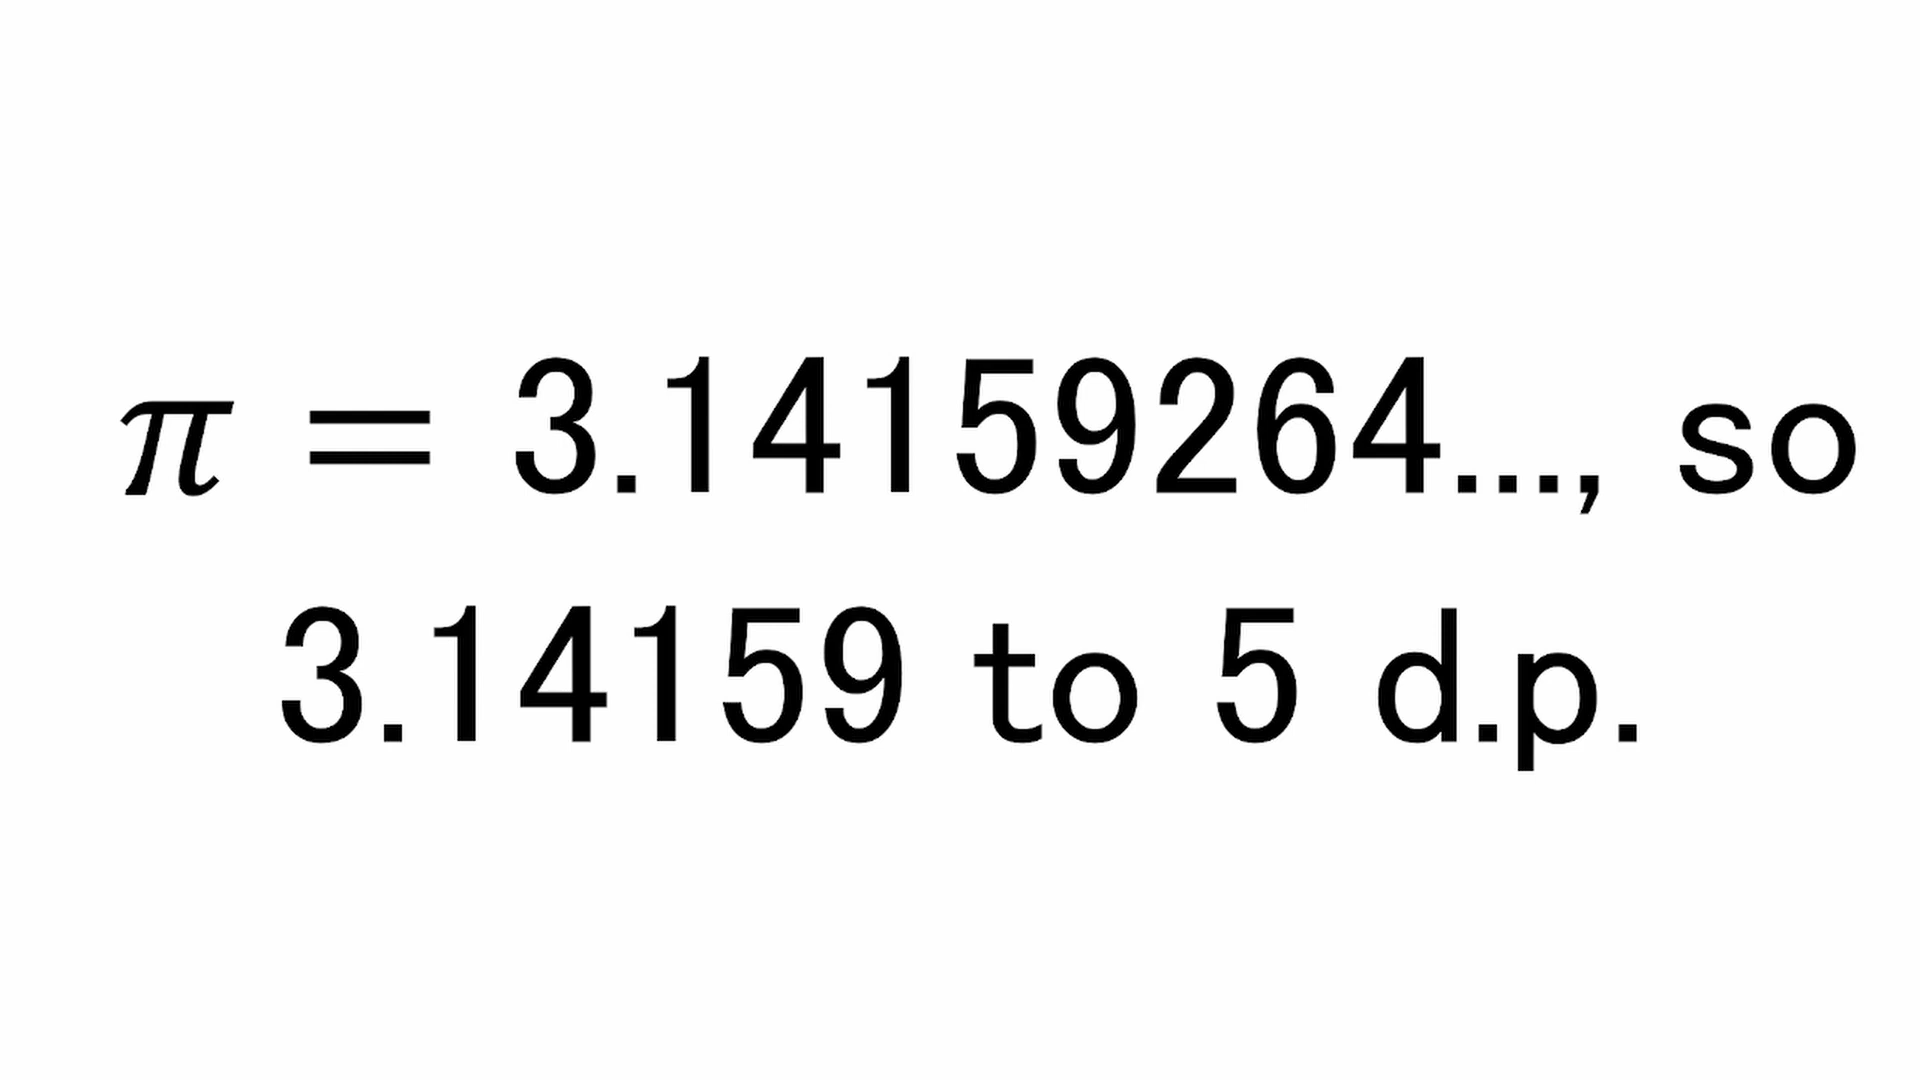 π = 3.14159264..., so
3.14159 to 5 d.p.